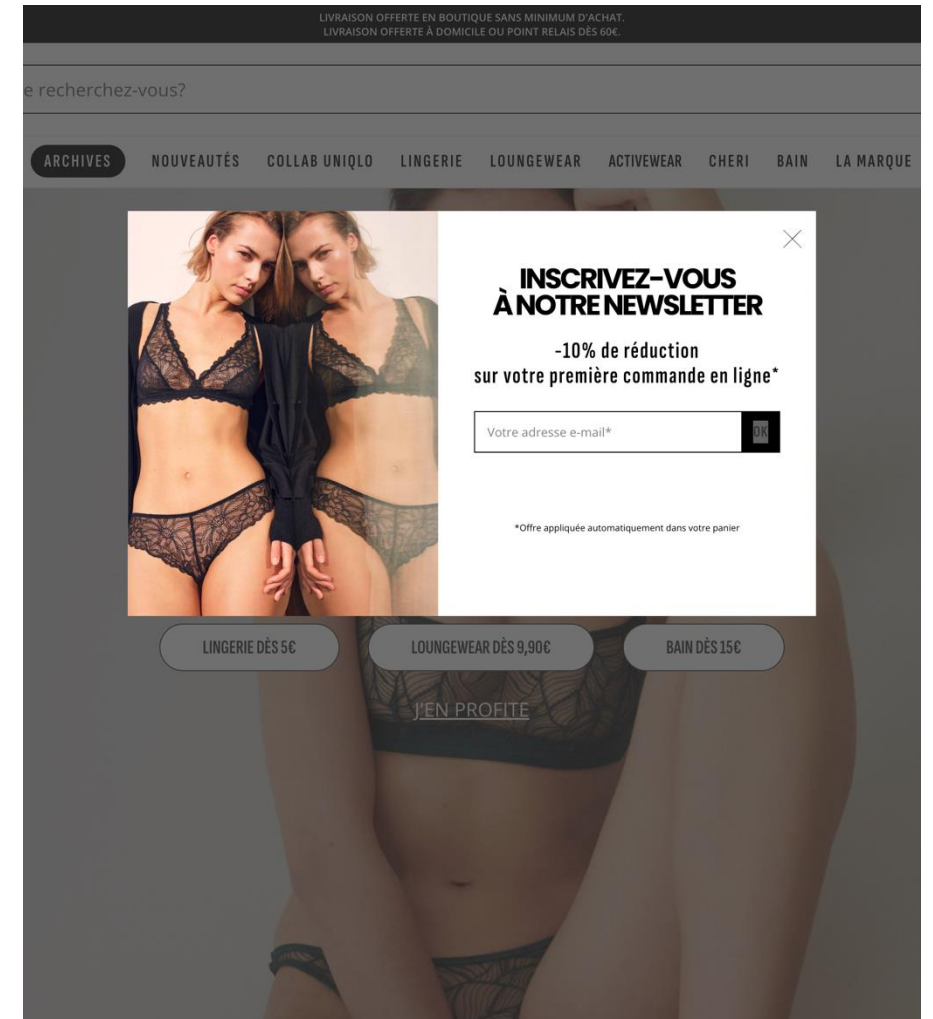 LIVRAISON OFFERTE EN BOUTIQUE SANS MINIMUM D'ACHAT.
LIVRAISON OFFERTE À DOMICILE OU POINT RELAIS DÈS 60€.
e recherchez-vous?
ARCHIVES NOUVEAUTÉS COLLAB UNIQLO LINGERIE LOUNGEWEAR ACTIVEWEAR CHERI BAIN LA MARQUE
INSCRIVEZ-VOUS
À NOTRE NEWSLETTER
-10% de réduction
sur votre première commande en ligne*
Votre adresse e-mail* OK
*Offre appliquée automatiquement dans votre panier
LINGERIE DÈS 5€ LOUNGEWEAR DÈS 9,90€ BAIN DÈS 15€
J'EN PROFITE